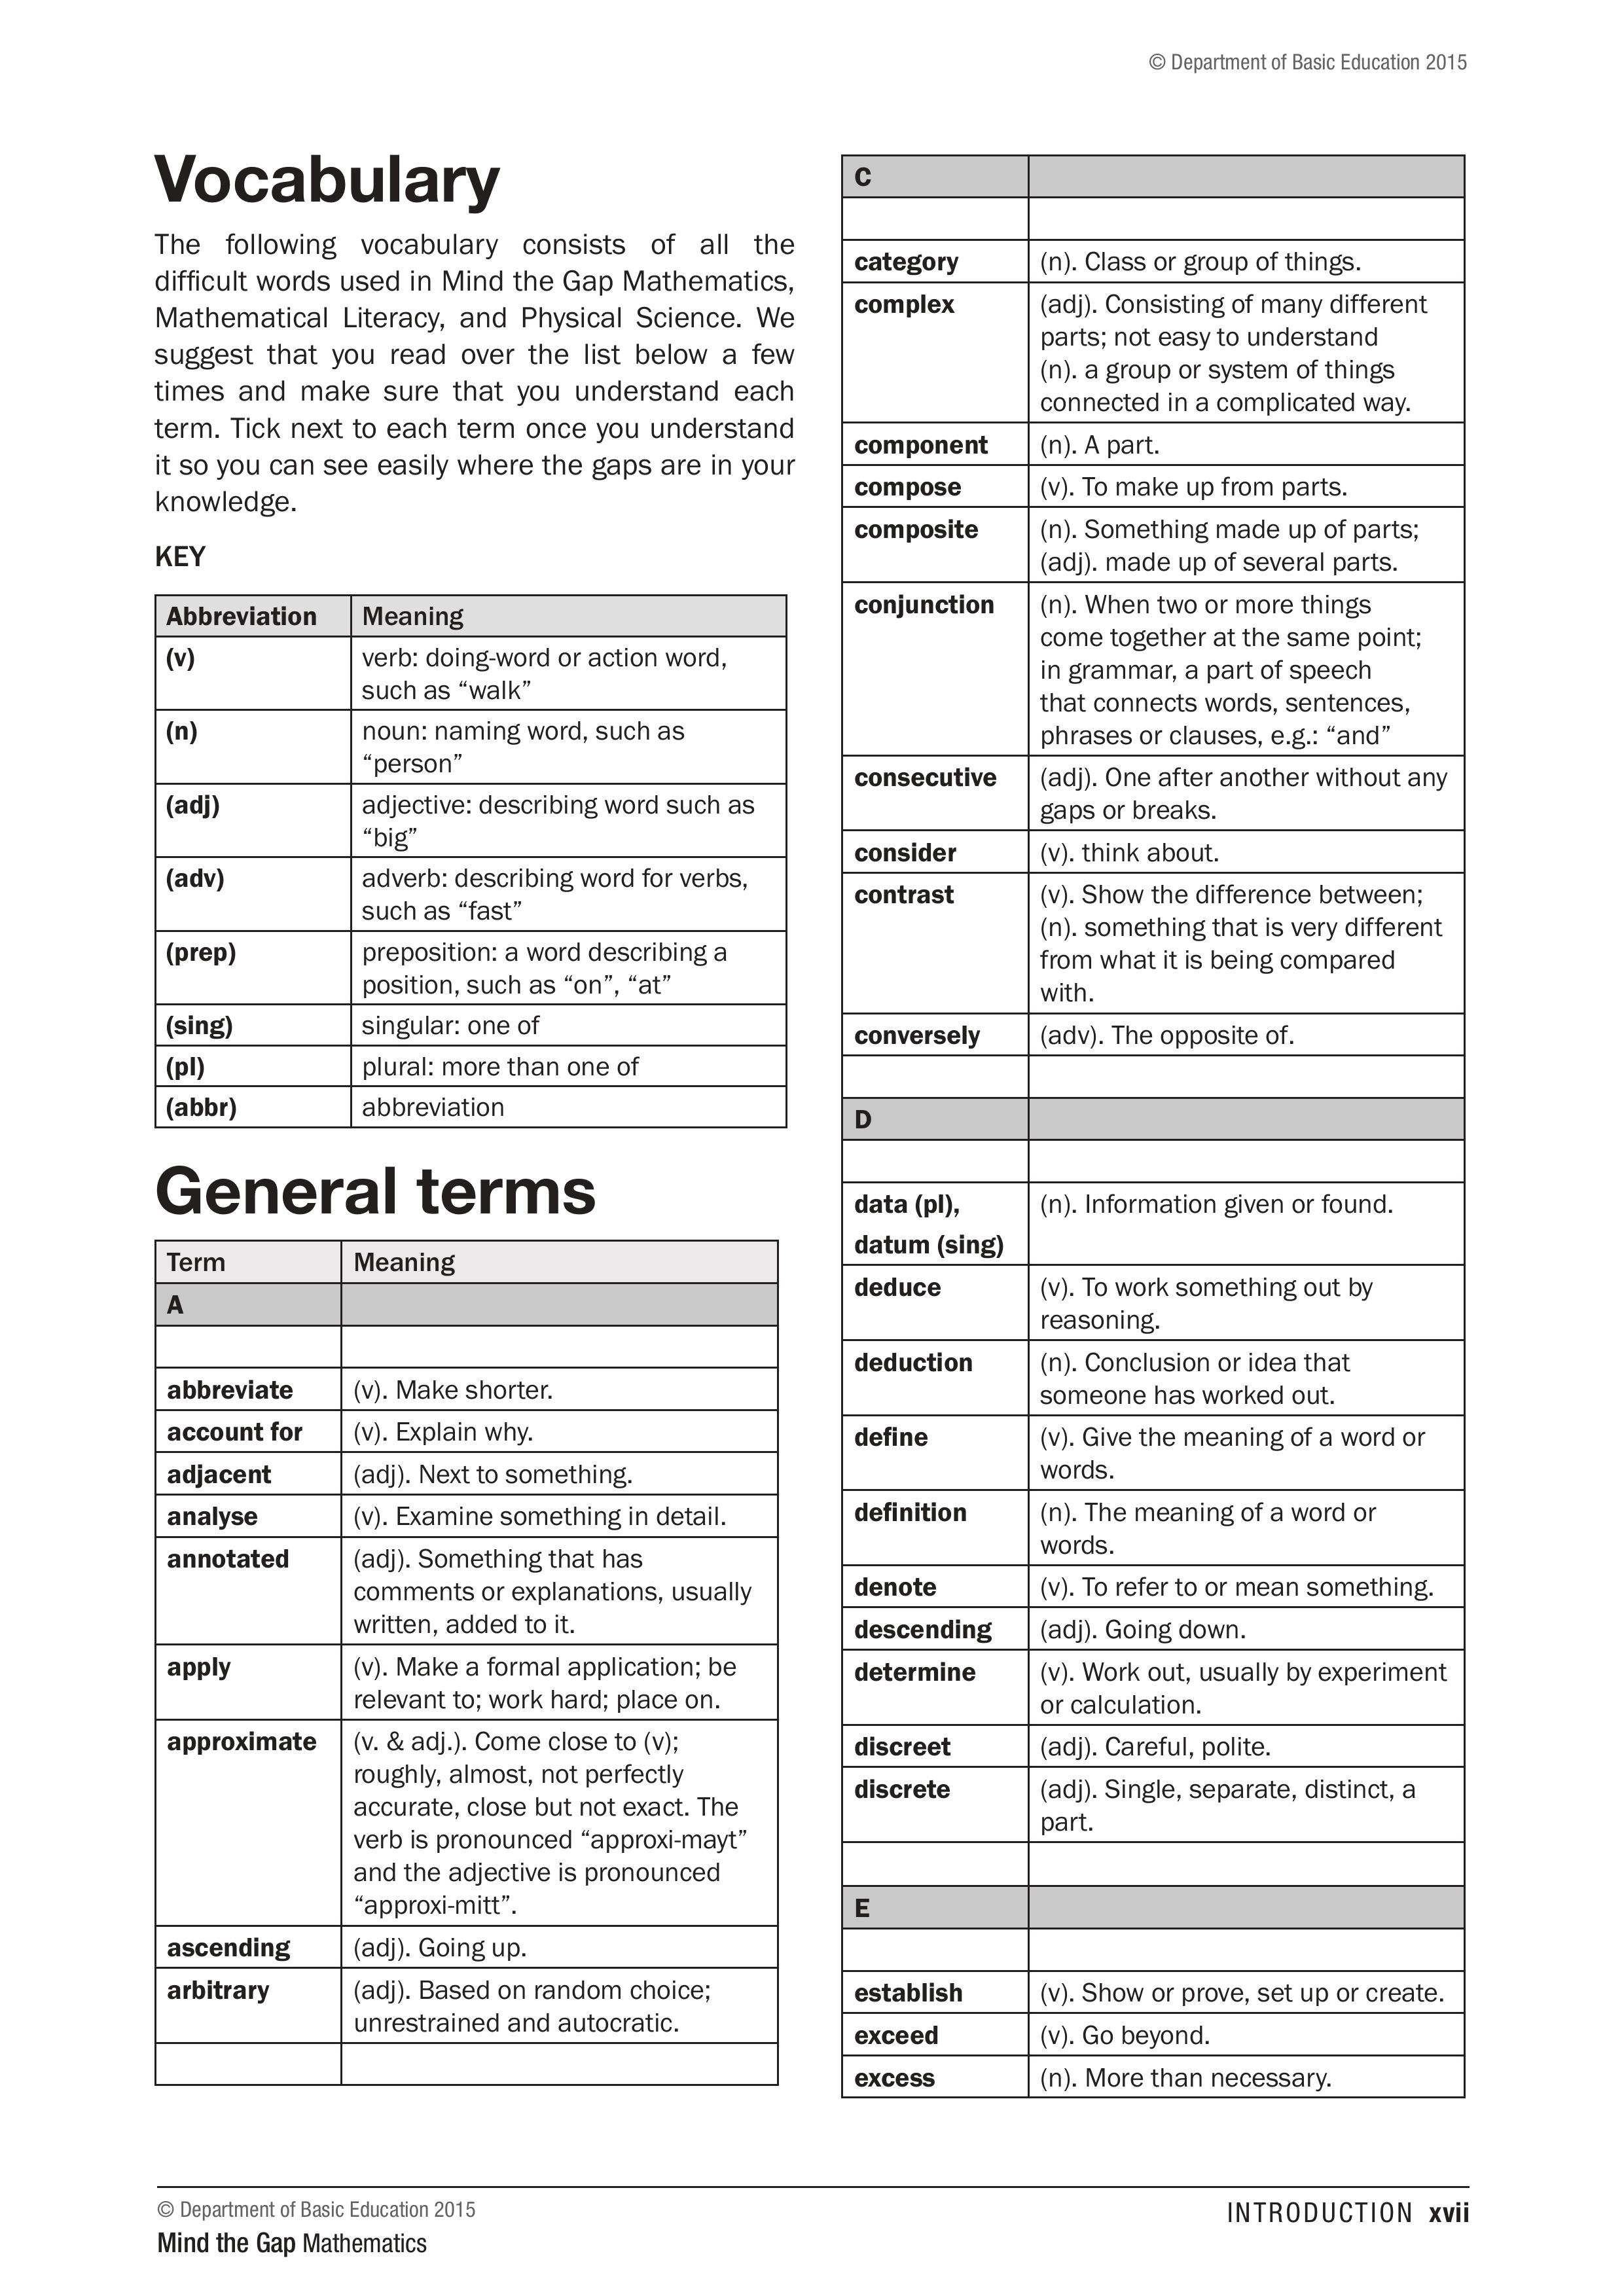 © Department of Basic Education 2015
Vocabulary
The following vocabulary consists of all the
difficult words used in Mind the Gap Mathematics,
Mathematical Literacy, and Physical Science. We
suggest that you read over the list below a few
times and make sure that you understand each
term. Tick next to each term once you understand
it so you can see easily where the gaps are in your
knowledge.
KEY
Abbreviation Meaning
(v) verb: doing-word or action word,
such as “walk”
(n) noun: naming word, such as
“person”
(adj) adjective: describing word such as
“big”
(adv) adverb: describing word for verbs,
such as “fast”
(prep) preposition: a word describing a
position, such as “on”, “at”
(sing) singular: one of
(pl) plural: more than one of
(abbr) abbreviation
General terms
Term Meaning
A
abbreviate (v). Make shorter.
account for (v). Explain why.
adjacent (adj). Next to something.
analyse (v). Examine something in detail.
annotated (adj). Something that has
comments or explanations, usually
written, added to it.
apply (v). Make a formal application; be
relevant to; work hard; place on.
approximate (v. & adj.). Come close to (v);
roughly, almost, not perfectly
accurate, close but not exact. The
verb is pronounced “approxi-mayt”
and the adjective is pronounced
“approxi-mitt”.
ascending (adj). Going up.
arbitrary (adj). Based on random choice;
unrestrained and autocratic.
C
category (n). Class or group of things.
complex (adj). Consisting of many different
parts; not easy to understand
(n). a group or system of things
connected in a complicated way.
component (n). A part.
compose (v). To make up from parts.
composite (n). Something made up of parts;
(adj). made up of several parts.
conjunction (n). When two or more things
come together at the same point;
in grammar, a part of speech
that connects words, sentences,
phrases or clauses, e.g.: “and”
consecutive (adj). One after another without any
gaps or breaks.
consider (v). think about.
contrast (v). Show the difference between;
(n). something that is very different
from what it is being compared
with.
conversely (adv). The opposite of.
D
data (pl), (n). Information given or found.
datum (sing)
deduce (v). To work something out by
reasoning.
deduction (n). Conclusion or idea that
someone has worked out.
define (v). Give the meaning of a word or
words.
definition (n). The meaning of a word or
words.
denote (v). To refer to or mean something.
descending (adj). Going down.
determine (v). Work out, usually by experiment
or calculation.
discreet (adj). Careful, polite.
discrete (adj). Single, separate, distinct, a
part.
E
establish (v). Show or prove, set up or create.
exceed (v). Go beyond.
excess (n). More than necessary.
© Department of Basic Education 2015
Mind the Gap Mathematics
INTRODUCTION xvii